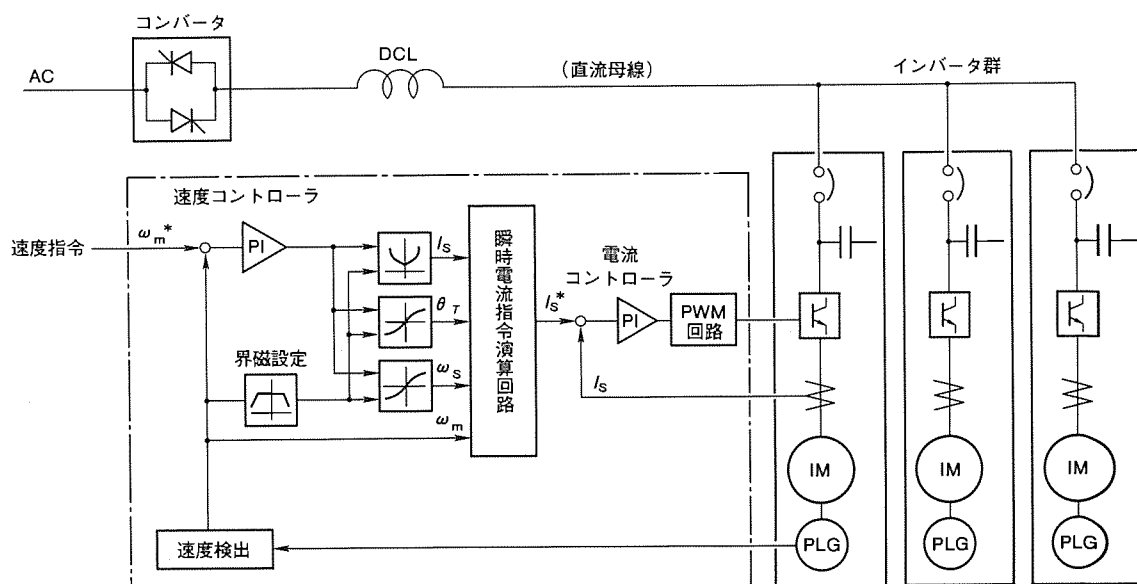 コンバータ
AC
DCL
（直流母線）
インバータ群
速度コントローラ
速度指令
ωm*
PI
Is
θT
ωs
ωm
界磁設定
瞬時電流指令演算回路
Is*
電流
コントローラ
PI
PWM
回路
Is
速度検出
IM
IM
IM
PLG
PLG
PLG